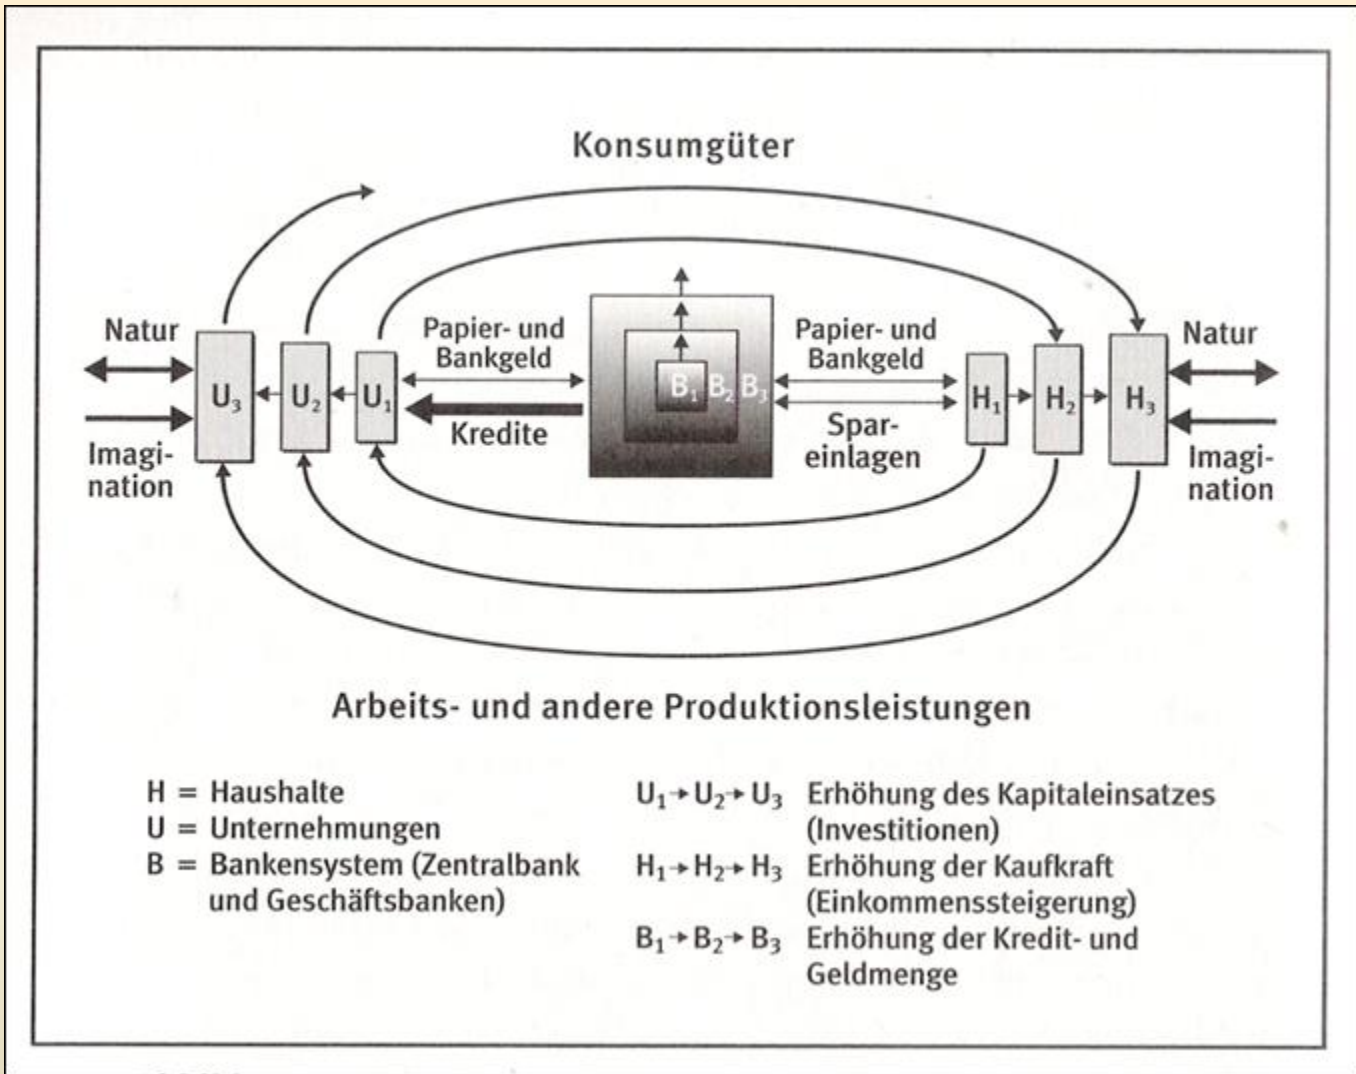 Konsumgüter
Natur
Imagi-
nation
U₃
U₂
U₁
Papier- und
Bankgeld
Kredite
B₁
B₂
B₃
Papier- und
Bankgeld
Spar-
einlagen
H₁
H₂
H₃
Natur
Imagi-
nation
Arbeits- und andere Produktionsleistungen
H = Haushalte
U = Unternehmungen
B = Bankensystem (Zentralbank
und Geschäftsbanken)
U₁→U₂→U₃ Erhöhung des Kapitaleinsatzes
(Investitionen)
H₁→H₂→H₃ Erhöhung der Kaufkraft
(Einkommenssteigerung)
B₁→B₂→B₃ Erhöhung der Kredit- und
Geldmenge